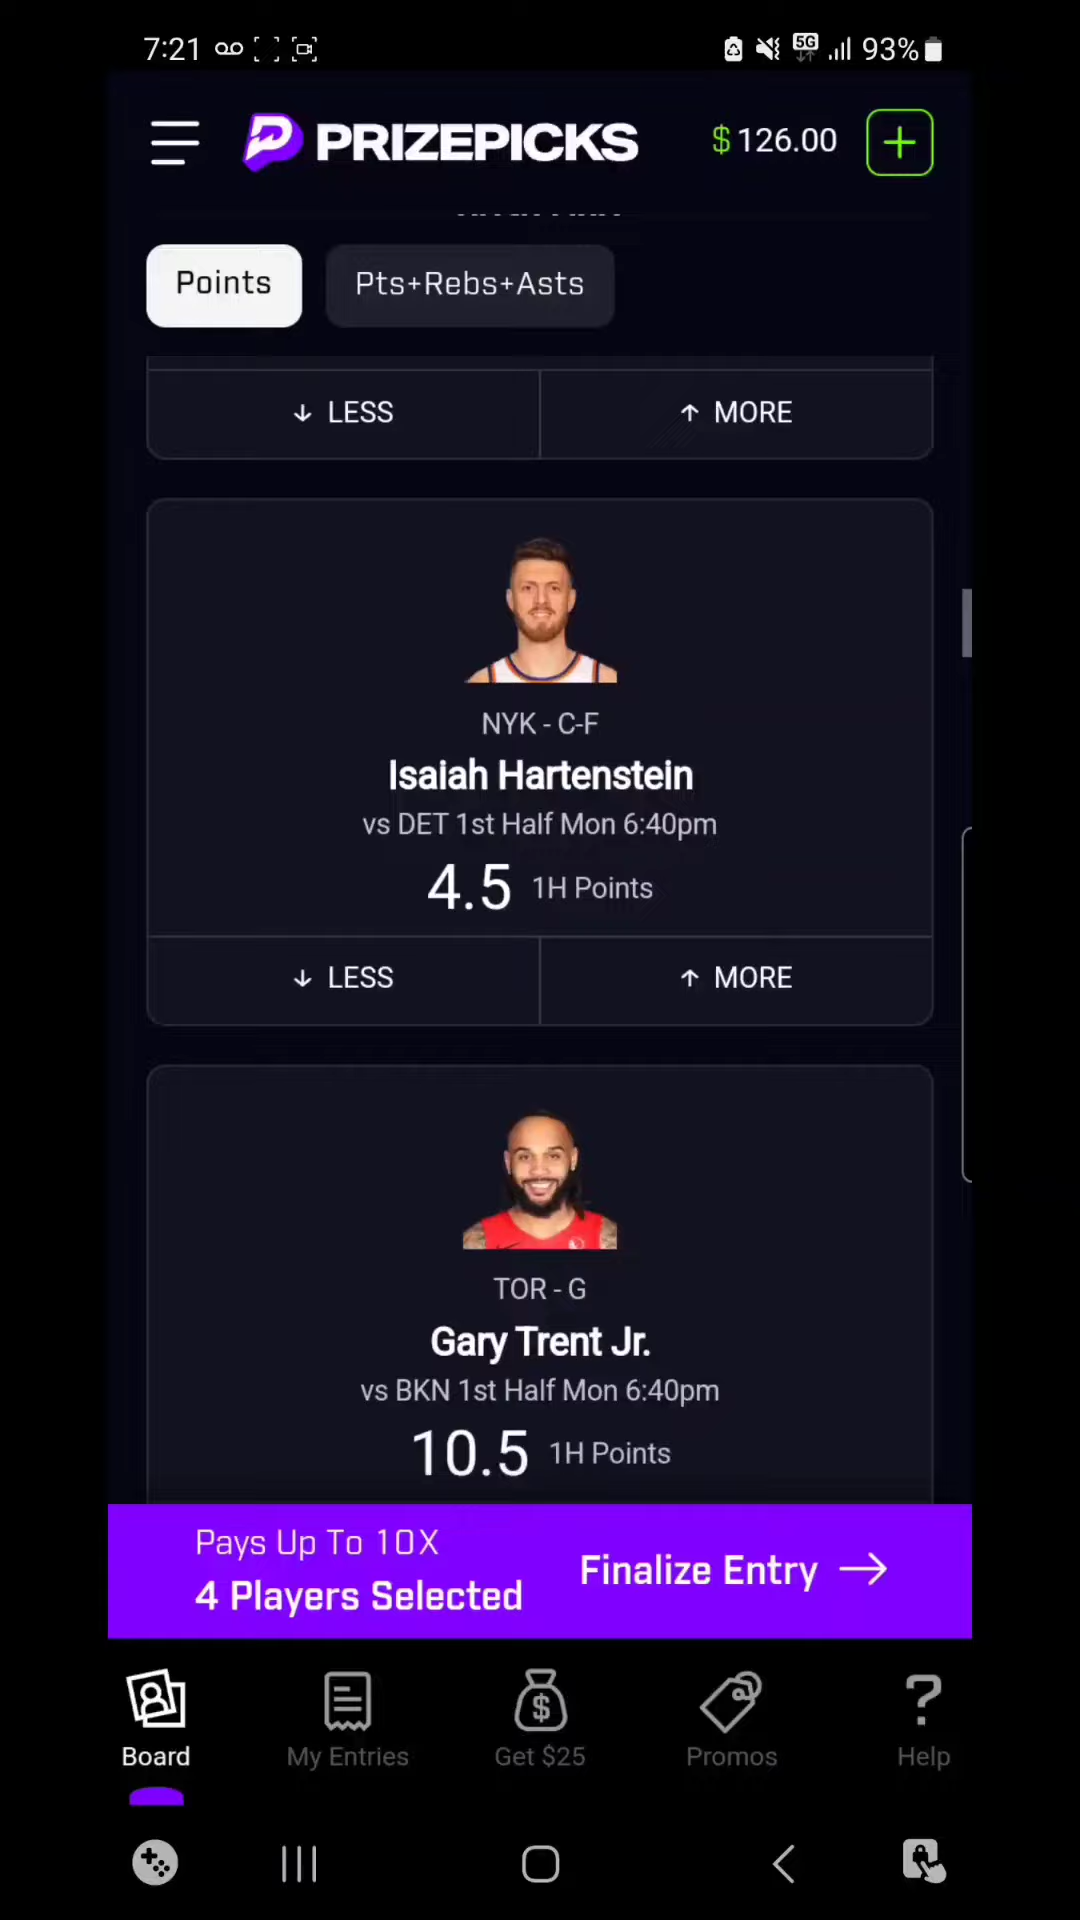 7:21
5G
93%
PRIZEPICKS
$ 126.00
Points
Pts+Rebs+Asts
↓ LESS
↑ MORE
NYK - C-F
Isaiah Hartenstein
vs DET 1st Half Mon 6:40pm
4.5 1H Points
↓ LESS
↑ MORE
TOR - G
Gary Trent Jr.
vs BKN 1st Half Mon 6:40pm
10.5 1H Points
Pays Up To 10X
4 Players Selected
Finalize Entry →
Board
My Entries
Get $25
Promos
Help